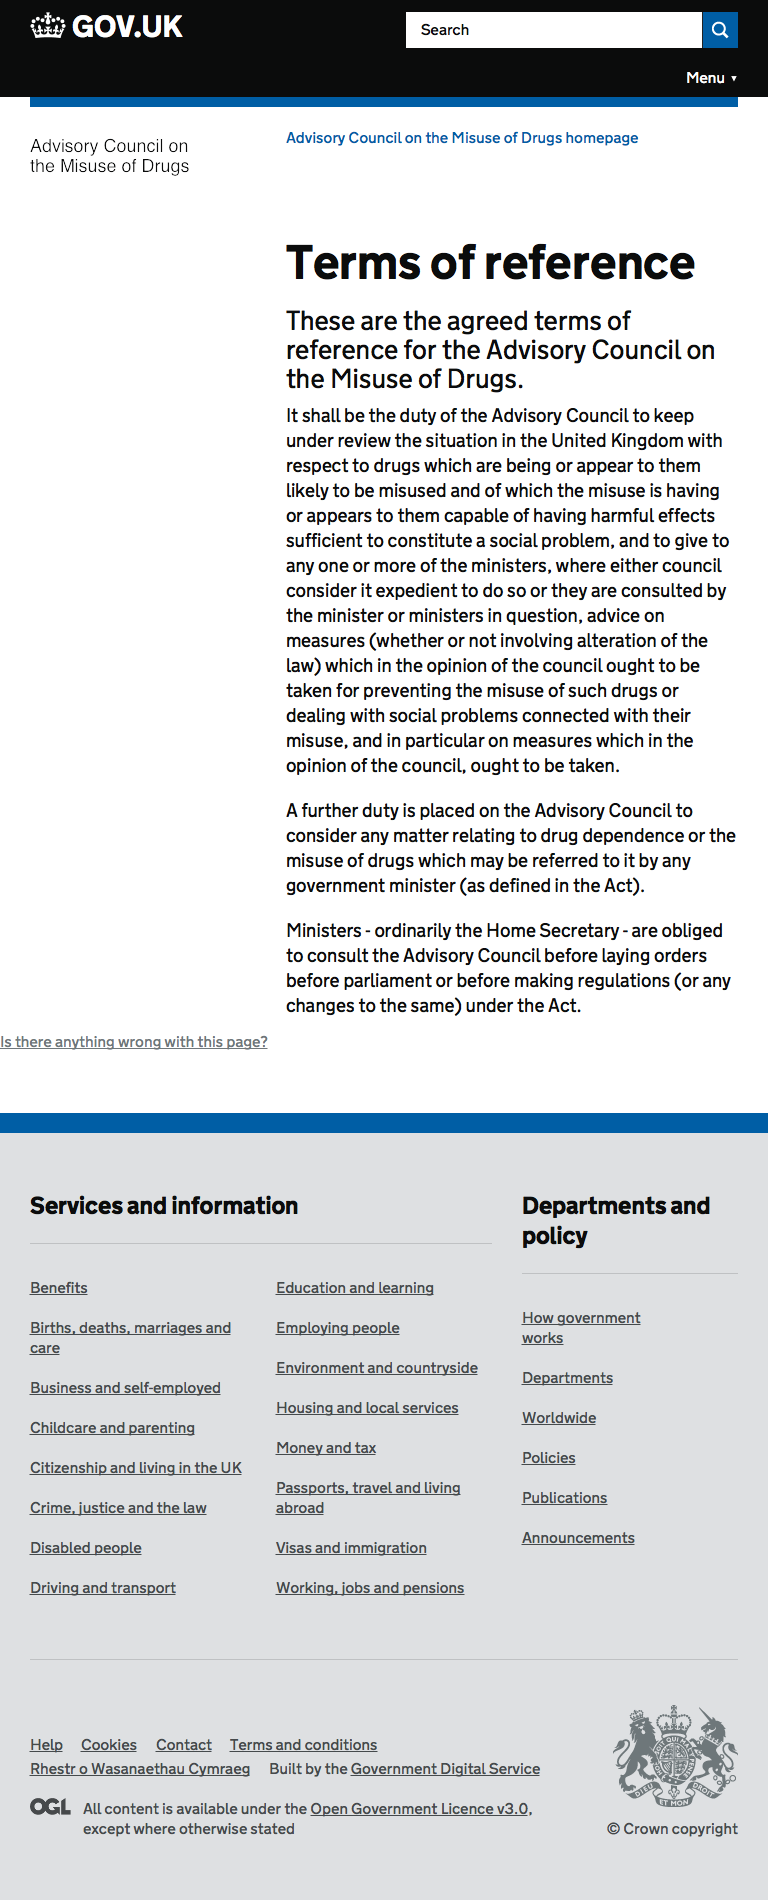 GOV.UK
Search
Menu ▼
Advisory Council on
the Misuse of Drugs
Advisory Council on the Misuse of Drugs homepage
Terms of reference
These are the agreed terms of
reference for the Advisory Council on
the Misuse of Drugs.
It shall be the duty of the Advisory Council to keep
under review the situation in the United Kingdom with
respect to drugs which are being or appear to them
likely to be misused and of which the misuse is having
or appears to them capable of having harmful effects
sufficient to constitute a social problem, and to give to
any one or more of the ministers, where either council
consider it expedient to do so or they are consulted by
the minister or ministers in question, advice on
measures (whether or not involving alteration of the
law) which in the opinion of the council ought to be
taken for preventing the misuse of such drugs or
dealing with social problems connected with their
misuse, and in particular on measures which in the
opinion of the council, ought to be taken.
A further duty is placed on the Advisory Council to
consider any matter relating to drug dependence or the
misuse of drugs which may be referred to it by any
government minister (as defined in the Act).
Ministers - ordinarily the Home Secretary - are obliged
to consult the Advisory Council before laying orders
before parliament or before making regulations (or any
changes to the same) under the Act.
Is there anything wrong with this page?
Services and information
Benefits
Births, deaths, marriages and
care
Business and self-employed
Childcare and parenting
Citizenship and living in the UK
Crime, justice and the law
Disabled people
Driving and transport
Education and learning
Employing people
Environment and countryside
Housing and local services
Money and tax
Passports, travel and living
abroad
Visas and immigration
Working, jobs and pensions
Departments and
policy
How government
works
Departments
Worldwide
Policies
Publications
Announcements
Help Cookies Contact Terms and conditions
Rhestr o Wasanaethau Cymraeg Built by the Government Digital Service
OGL All content is available under the Open Government Licence v3.0,
except where otherwise stated
DIEU ET MON DROIT
© Crown copyright